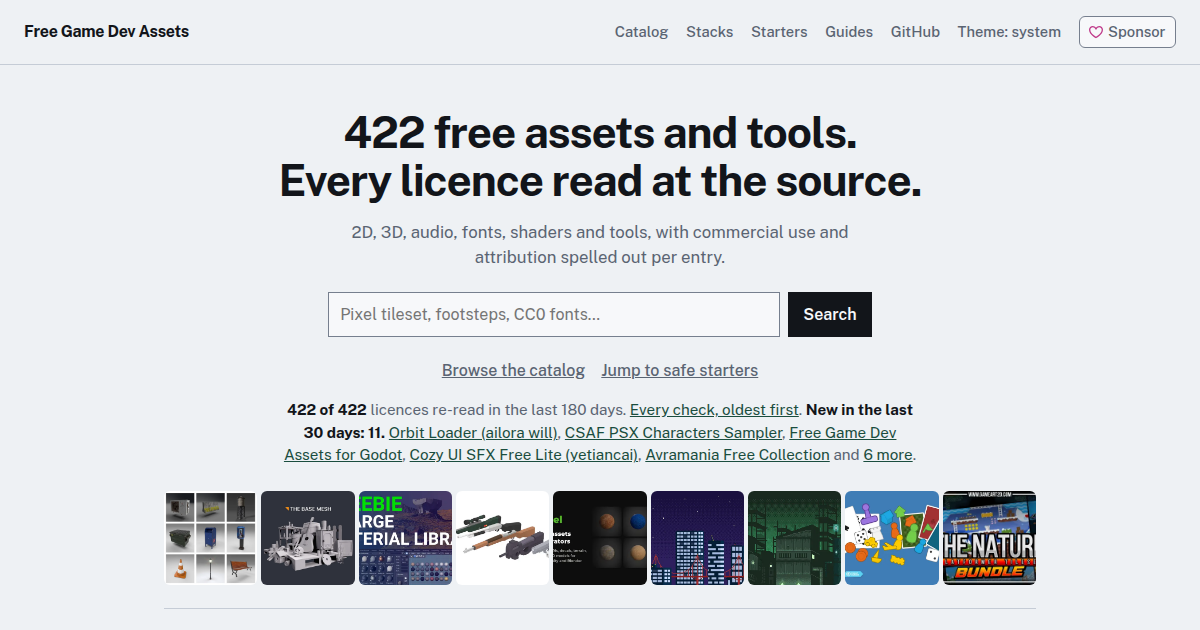 Free Game Dev Assets
Catalog Stacks Starters Guides GitHub Theme: system Sponsor
422 free assets and tools.
Every licence read at the source.
2D, 3D, audio, fonts, shaders and tools, with commercial use and
attribution spelled out per entry.
Pixel tileset, footsteps, CC0 fonts...
Search
Browse the catalog Jump to safe starters
422 of 422 licences re-read in the last 180 days. Every check, oldest first. New in the last
30 days: 11. Orbit Loader (ailora will), CSAF PSX Characters Sampler, Free Game Dev
Assets for Godot, Cozy UI SFX Free Lite (yetiancai), Avramania Free Collection and 6 more.
THE BASE MESH
EEBIE
ARGE
TERIAL LIBRA
WWW.GAMEART2D.COM
HE NATUR
BUNDLE